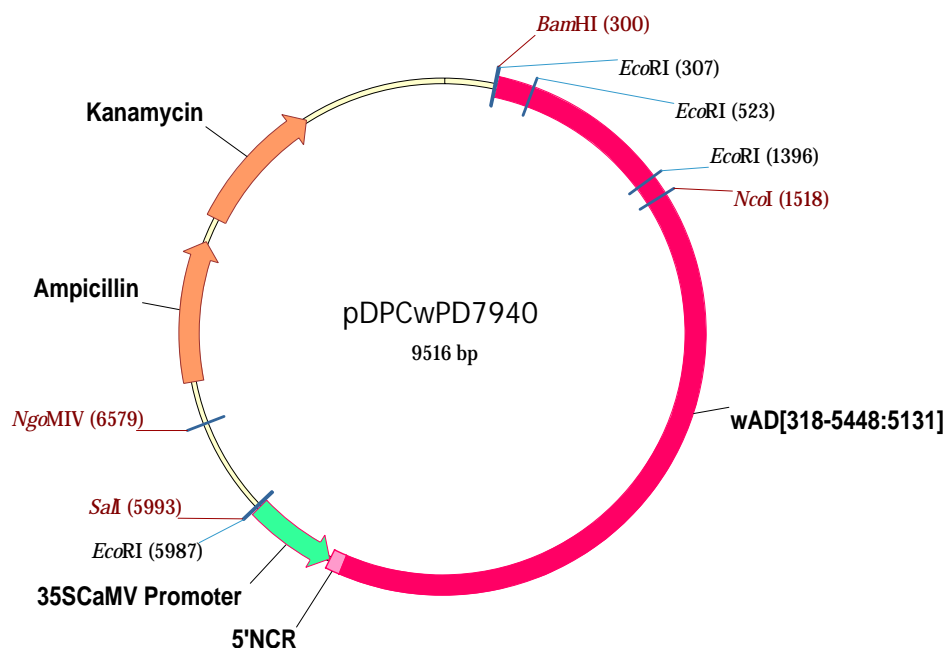 BamHI (300)
EcoRI (307)
EcoRI (523)
EcoRI (1396)
NcoI (1518)
Kanamycin
Ampicillin
pDPCwPD7940
9516 bp
NgoMIV (6579)
wAD[318-5448:5131]
SalI (5993)
EcoRI (5987)
35SCaMV Promoter
5'NCR